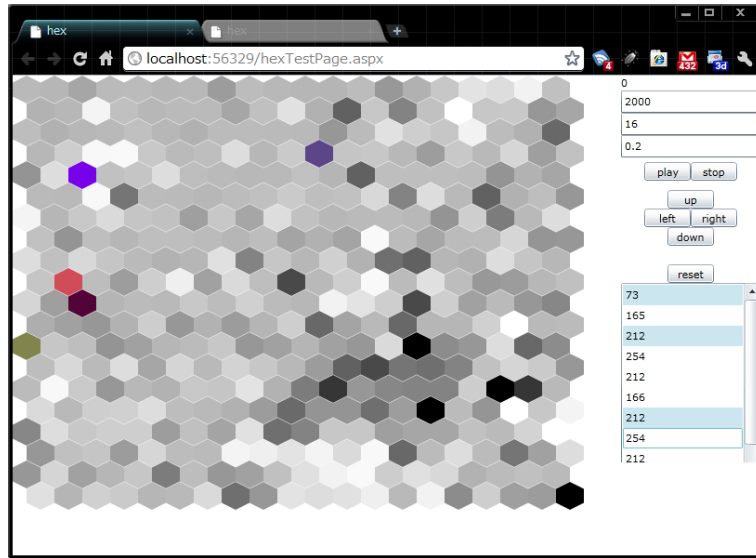 hex
hex
localhost:56329/hexTestPage.aspx
4
432
3d
0
2000
16
0.2
play stop
up
left right
down
reset
73
165
212
254
212
166
212
254
212